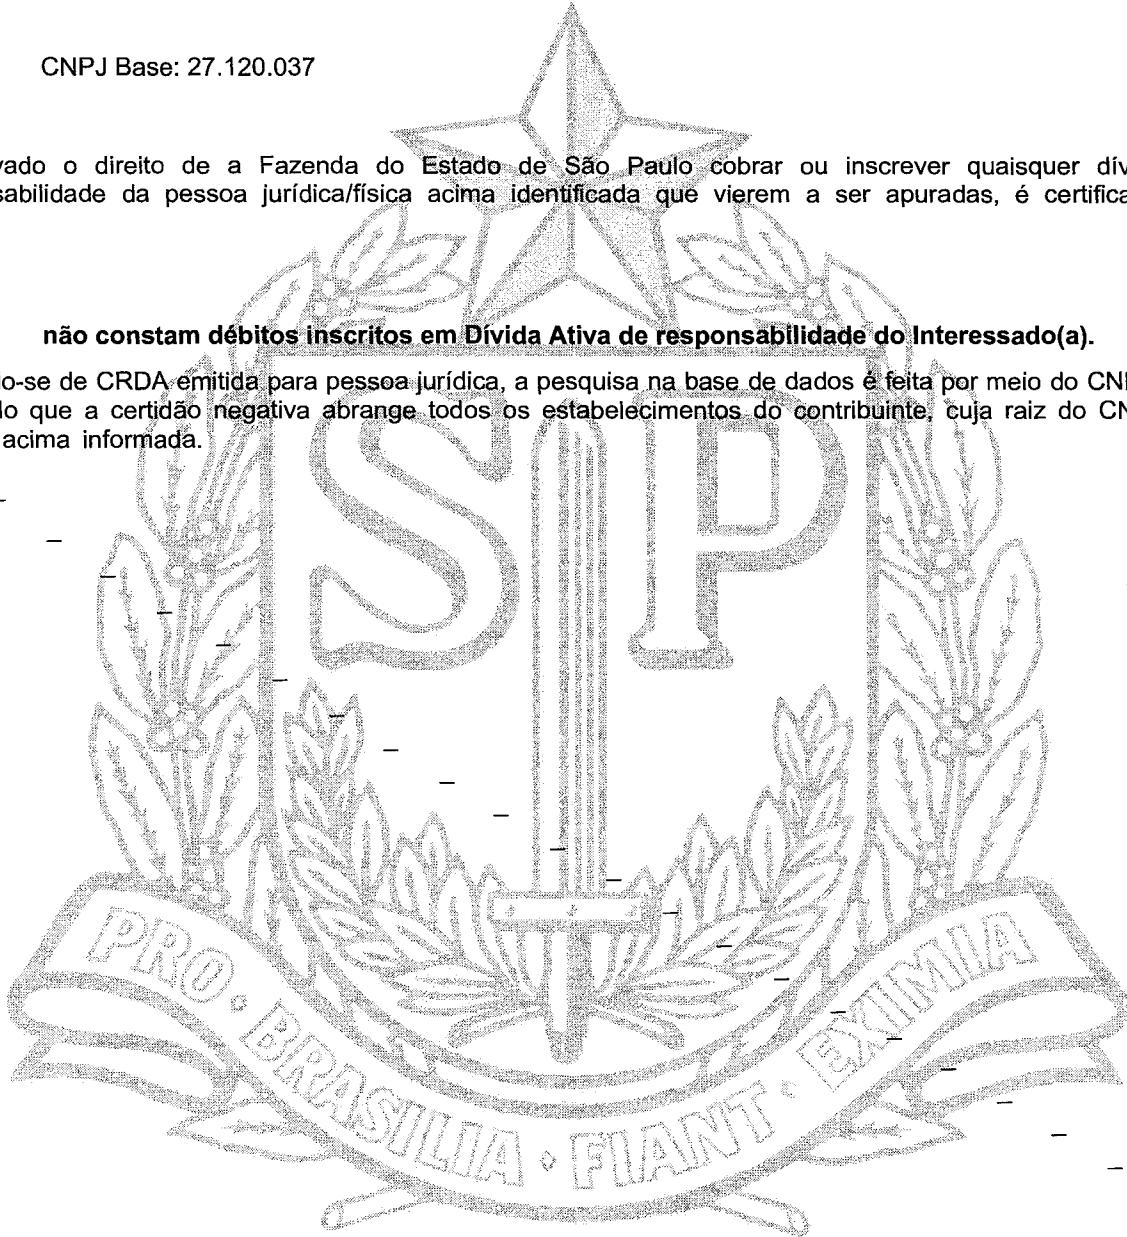 CNPJ Base: 27.120.037
vado o direito de a Fazenda do Estado de São Paulo cobrar ou inscrever quaisquer dív
sabilidade da pessoa jurídica/física acima identificada que vierem a ser apuradas, é certifica
não constam débitos inscritos em Dívida Ativa de responsabilidade do Interessado(a).
o-se de CRDA emitida para pessoa jurídica, a pesquisa na base de dados é feita por meio do CN
do que a certidão negativa abrange todos os estabelecimentos do contribuinte, cuja raiz do CN
acima informada.
SP
PRO BRASILIA FIANT EXIMIA